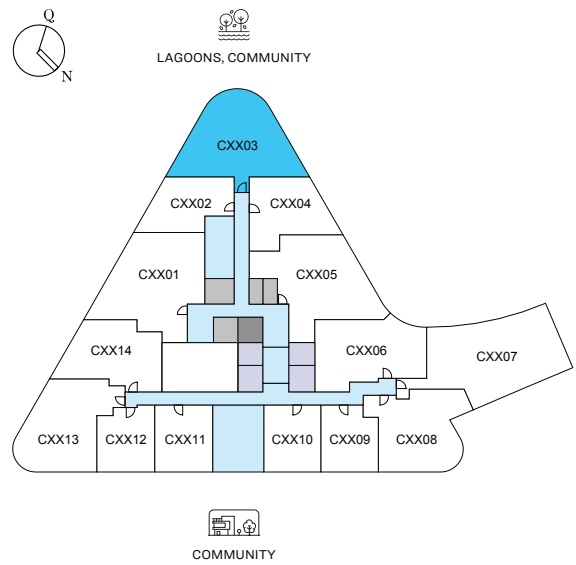 Q
N
LAGOONS, COMMUNITY
CXX03
CXX02
CXX04
CXX01
CXX05
CXX14
CXX06
CXX07
CXX13
CXX12
CXX11
CXX10
CXX09
CXX08
COMMUNITY